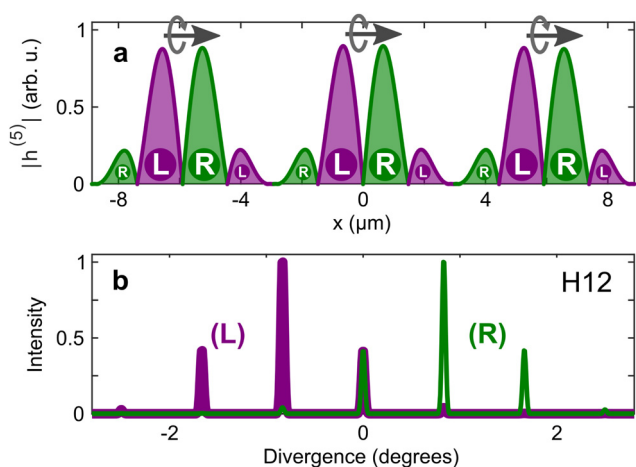 1
a
0.5
|h⁽⁵⁾| (arb. u.)
R L R L R L R L R L R L
0
-8 -4 0 4 8
x (µm)
1
b
H12
(L) (R)
0.5
Intensity
0
-2 0 2
Divergence (degrees)